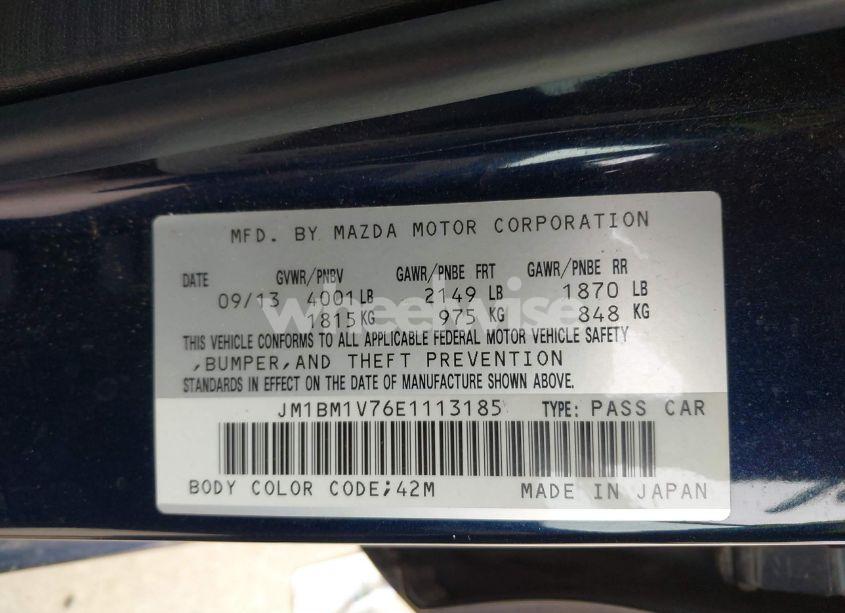 MFD. BY MAZDA MOTOR CORPORATION
DATE GVWR/PNBV GAWR/PNBE FRT GAWR/PNBE RR
09/13 4001 LB 2149 LB 1870 LB
1815 KG 975 KG 848 KG
wheelwise
THIS VEHICLE CONFORMS TO ALL APPLICABLE FEDERAL MOTOR VEHICLE SAFETY
,BUMPER,AND THEFT PREVENTION
STANDARDS IN EFFECT ON THE DATE OF MANUFACTURE SHOWN ABOVE.
JM1BM1V76E1113185 TYPE: PASS CAR
BODY COLOR CODE;42M MADE IN JAPAN